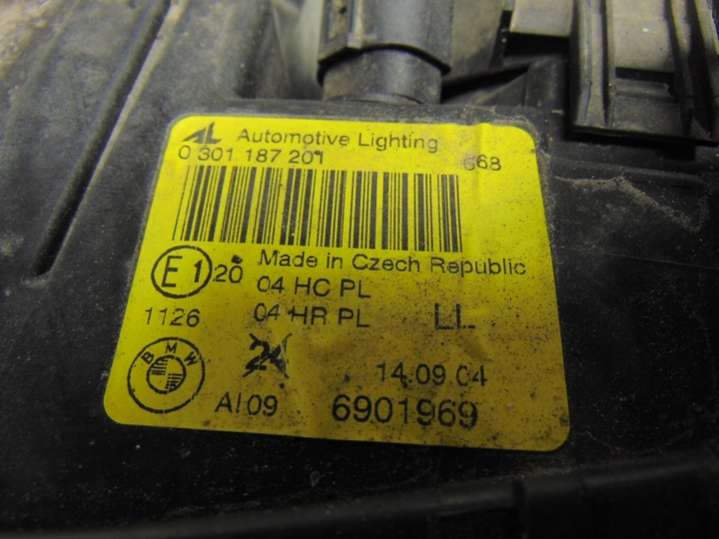 AL Automotive Lighting
0 301 187 201 668
E1 20 Made in Czech Republic
04 HC PL
1126 04 HR PL LL
BMW 14.09.04
AI09 6901969